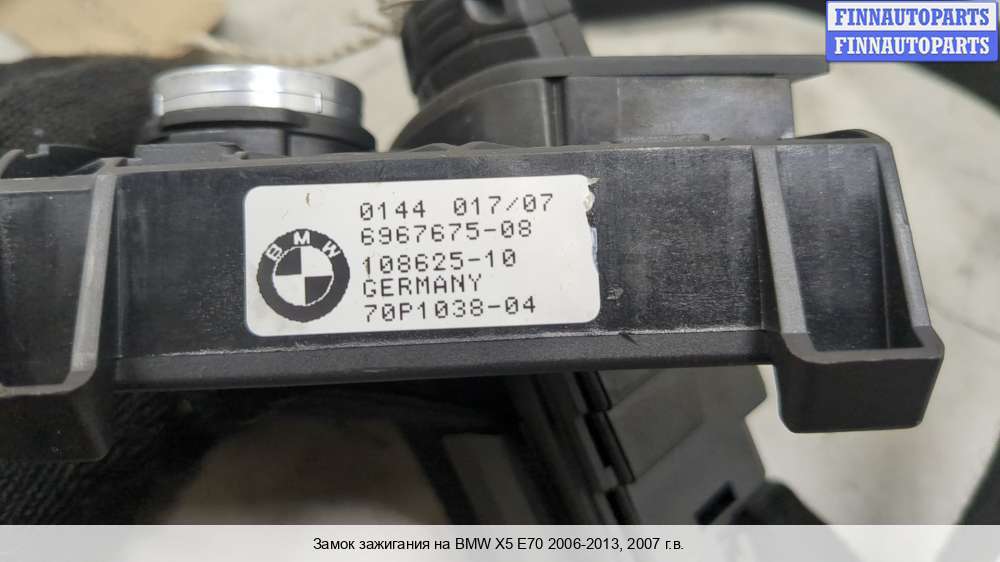 FINNAUTOPARTS
FINNAUTOPARTS
0144 017/07
6967675-08
BMW
108625-10
GERMANY
70P1038-04
Замок зажигания на BMW X5 E70 2006-2013, 2007 г.в.